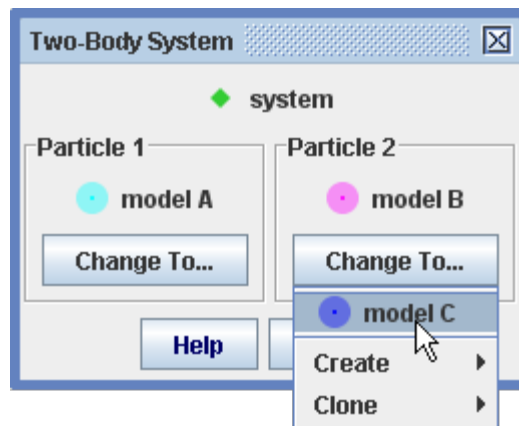 Two-Body System
system
Particle 1
Particle 2
model A
model B
Change To...
Change To...
model C
Help
Create
Clone